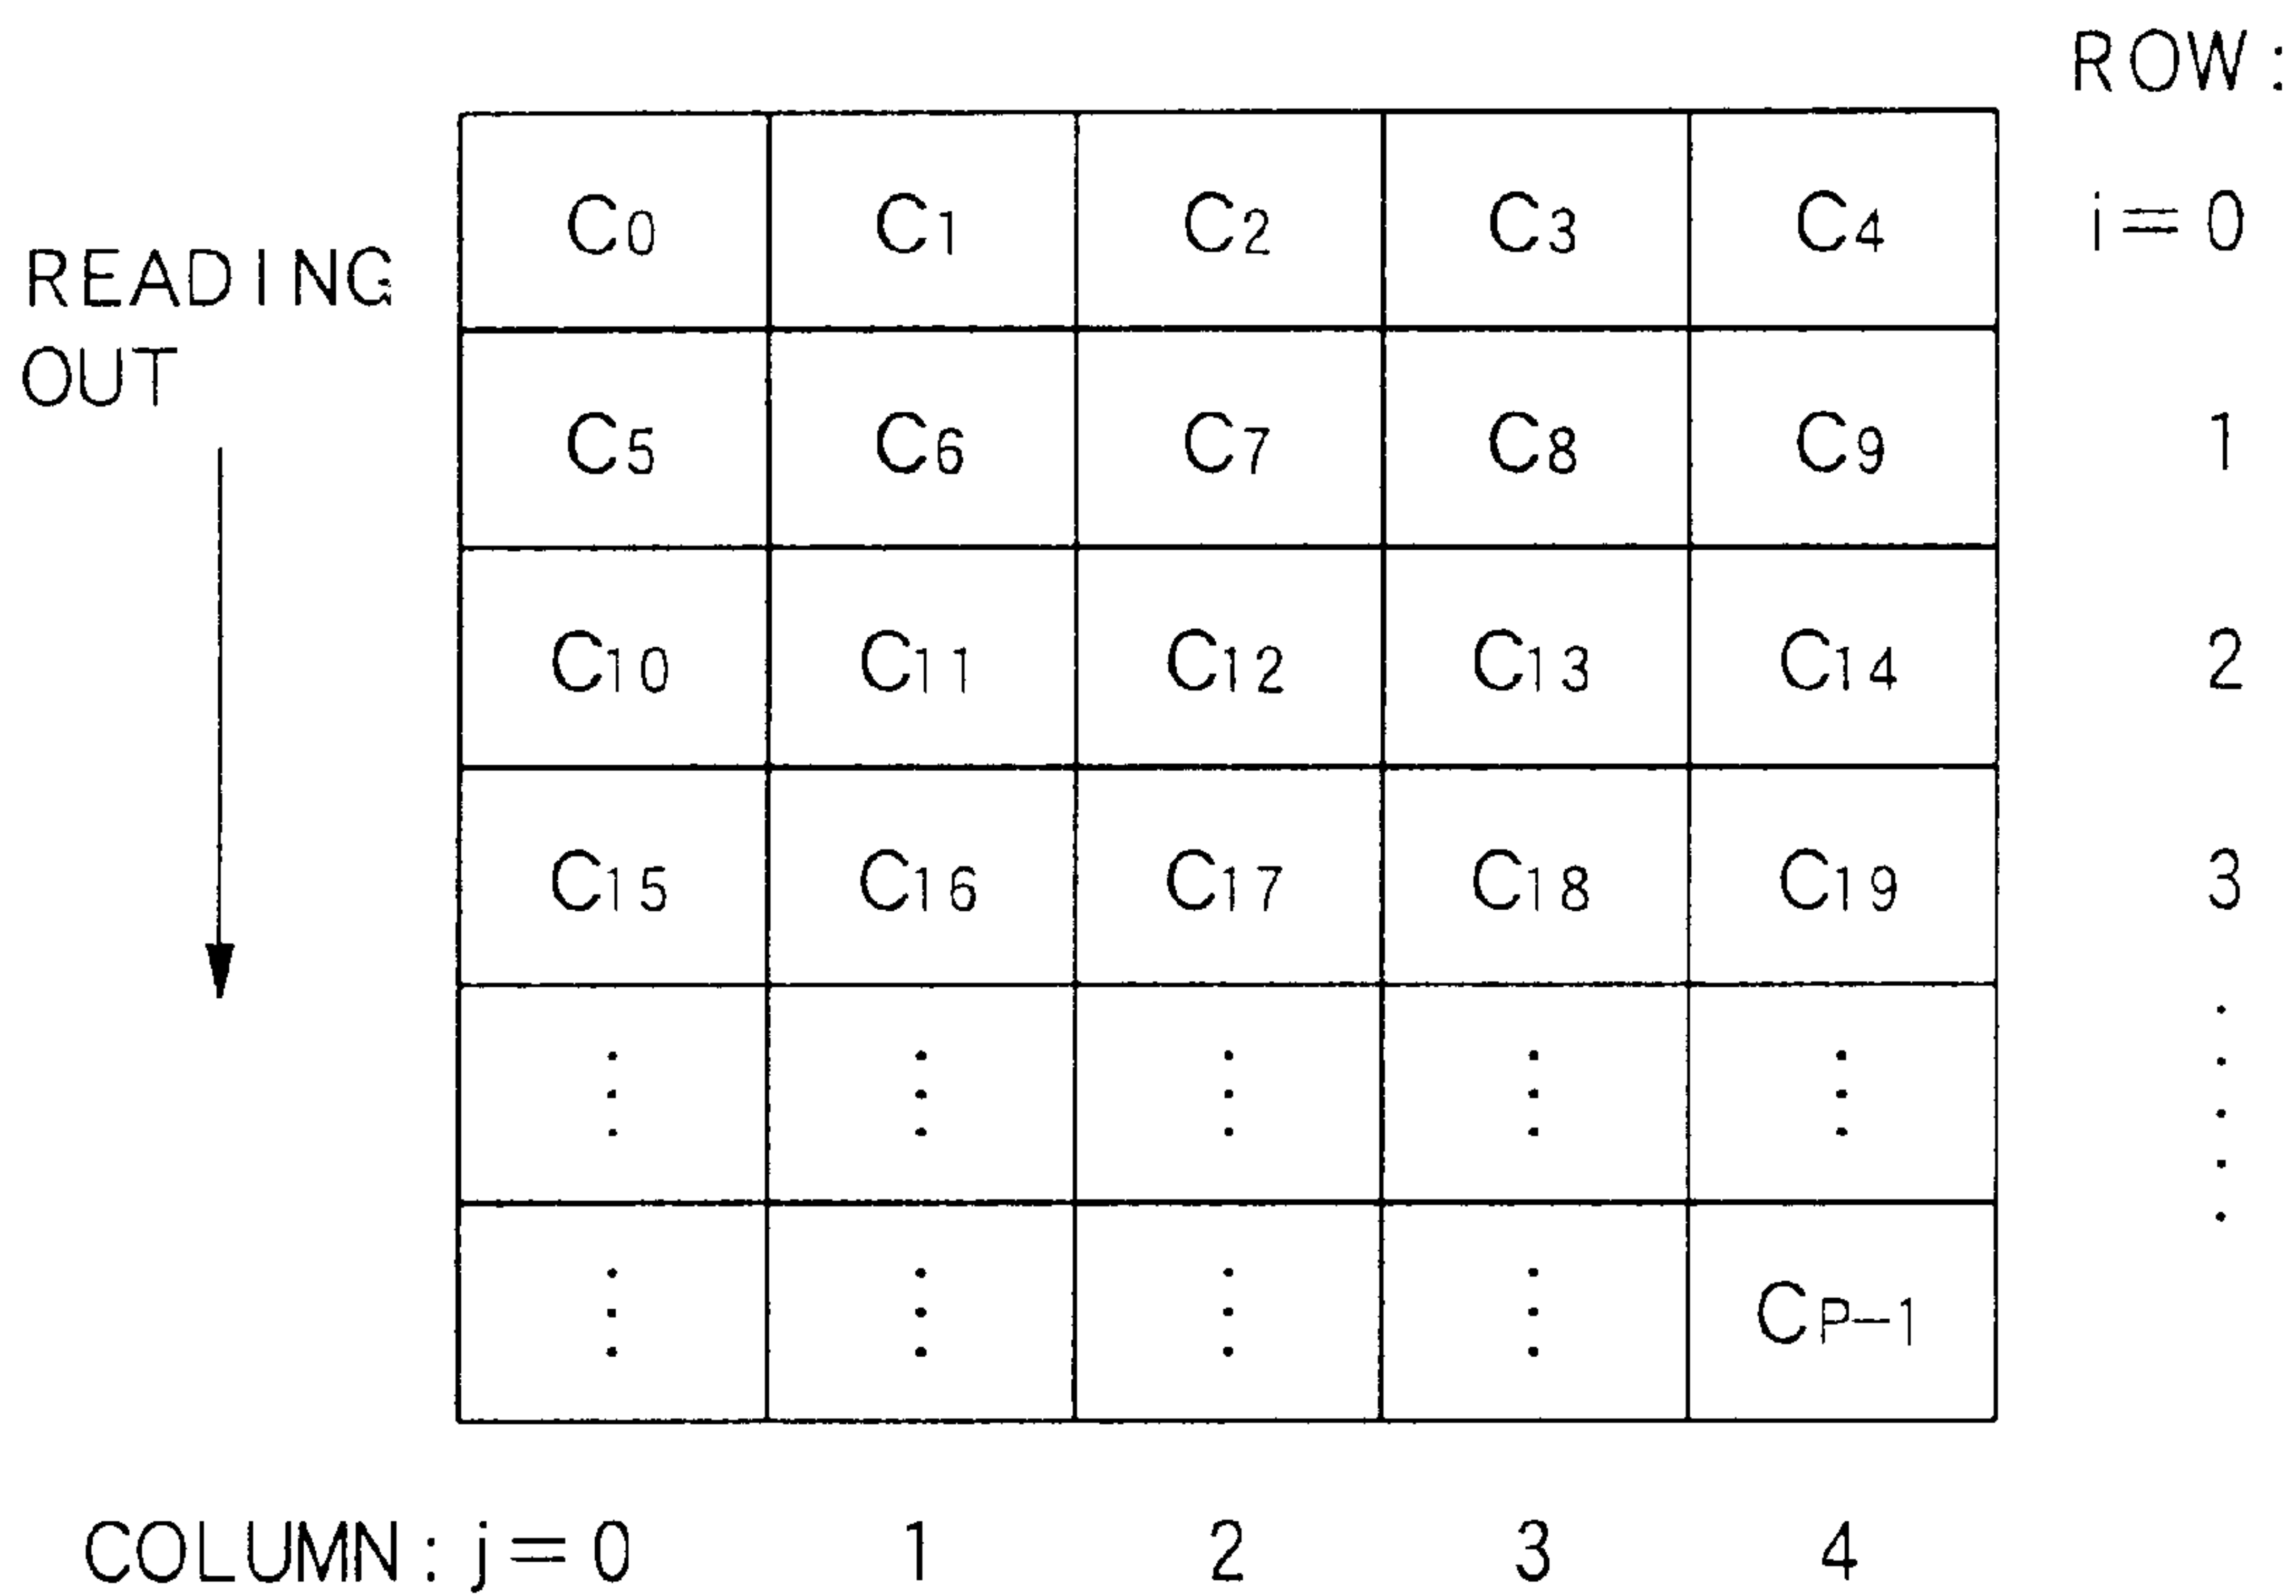 ROW:
C0 C1 C2 C3 C4 i=0
READING
OUT
C5 C6 C7 C8 C9 1
C10 C11 C12 C13 C14 2
C15 C16 C17 C18 C19 3
CP-1
COLUMN: j=0 1 2 3 4